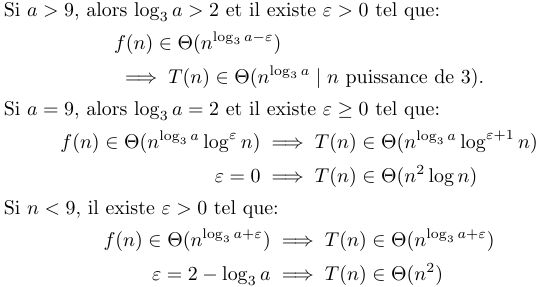 Si a > 9, alors log₃ a > 2 et il existe ε > 0 tel que:
f(n) ∈ Θ(n^{log₃ a−ε})
⟹ T(n) ∈ Θ(n^{log₃ a} | n puissance de 3).
Si a = 9, alors log₃ a = 2 et il existe ε ≥ 0 tel que:
f(n) ∈ Θ(n^{log₃ a} log^ε n) ⟹ T(n) ∈ Θ(n^{log₃ a} log^{ε+1} n)
ε = 0 ⟹ T(n) ∈ Θ(n² log n)
Si n < 9, il existe ε > 0 tel que:
f(n) ∈ Θ(n^{log₃ a+ε}) ⟹ T(n) ∈ Θ(n^{log₃ a+ε})
ε = 2 − log₃ a ⟹ T(n) ∈ Θ(n²)